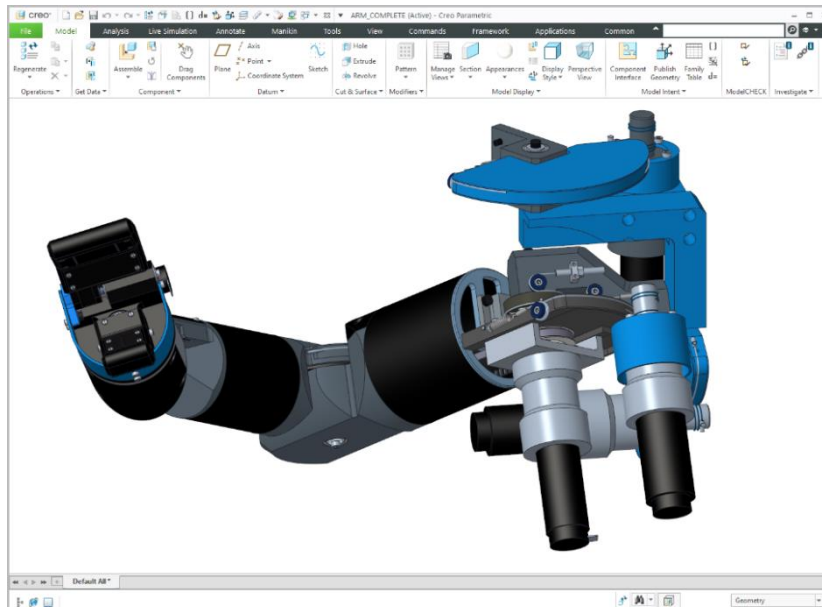 creo
ARM_COMPLETE (Active) - Creo Parametric
File Model Analysis Live Simulation Annotate Manikin Tools View Commands Framework Applications Common
Regenerate
Operations
Get Data
Assemble
Drag
Components
Component
Plane
Axis
Point
Coordinate System
Sketch
Datum
Hole
Extrude
Revolve
Cut & Surface
Pattern
Modifiers
Manage
Views
Section
Appearances
Display
Style
Perspective
View
Model Display
Component
Interface
Publish
Geometry
Family
Table
d=
Model Intent
ModelCHECK
Investigate
Default All*
Geometry